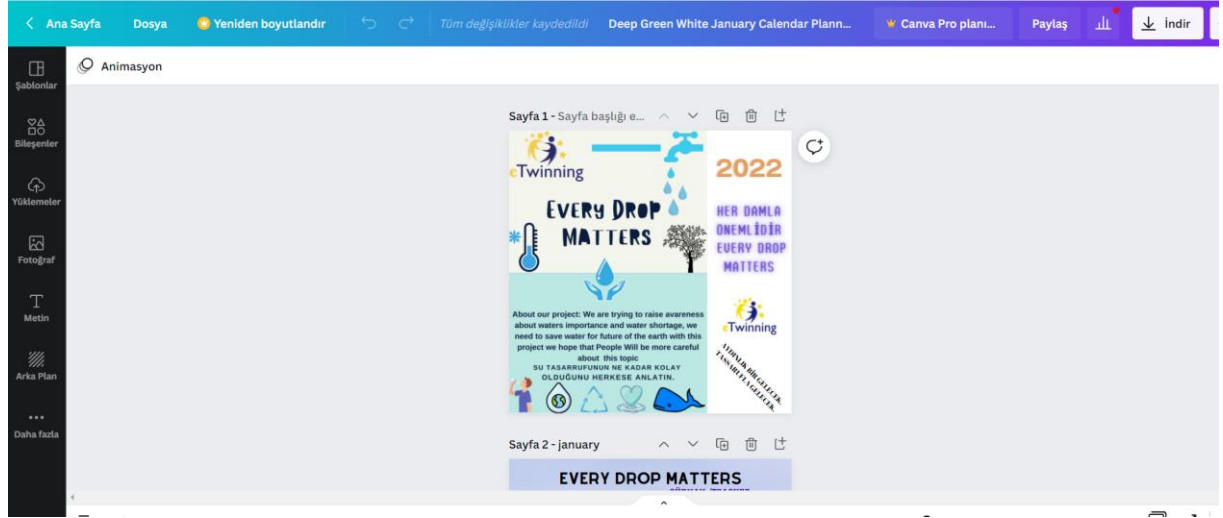 Ana Sayfa Dosya Yeniden boyutlandır Tüm değişiklikler kaydedildi Deep Green White January Calendar Plann... Canva Pro planı... Paylaş İndir
Animasyon
Şablonlar
Bileşenler
Yüklemeler
Fotoğraf
Metin
Arka Plan
Daha fazla
Sayfa 1 - Sayfa başlığı e...
eTwinning
EVERY DROP
MATTERS
About our project: We are trying to raise avareness
about waters importance and water shortage, we
need to save water for future of the earth with this
project we hope that People Will be more careful
about this topic
SU TASARRUFUNUN NE KADAR KOLAY
OLDUĞUNU HERKESE ANLATIN.
2022
HER DAMLA
ONEMLİDİR
EVERY DROP
MATTERS
eTwinning
AYDINLIK BİR GELECEK,
TASARRUFLA GELECEK.
Sayfa 2 - january
EVERY DROP MATTERS